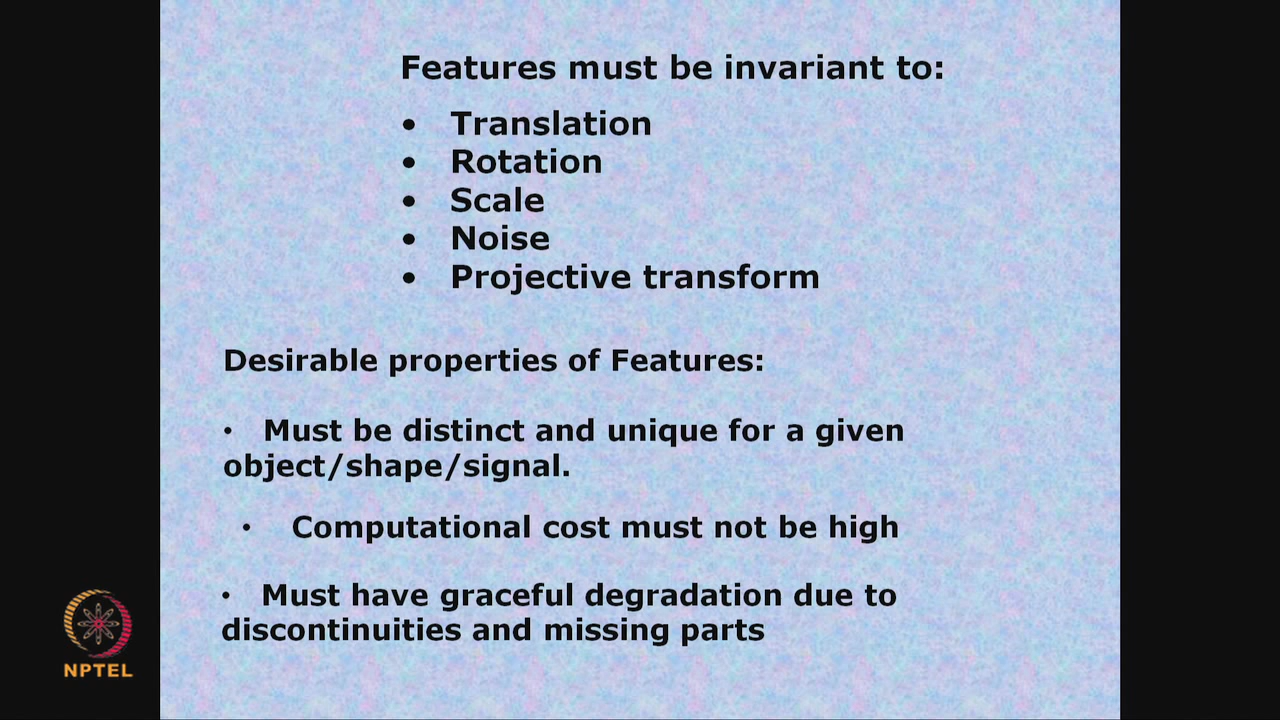 Features must be invariant to:
• Translation
• Rotation
• Scale
• Noise
• Projective transform
Desirable properties of Features:
• Must be distinct and unique for a given
object/shape/signal.
• Computational cost must not be high
• Must have graceful degradation due to
discontinuities and missing parts
NPTEL